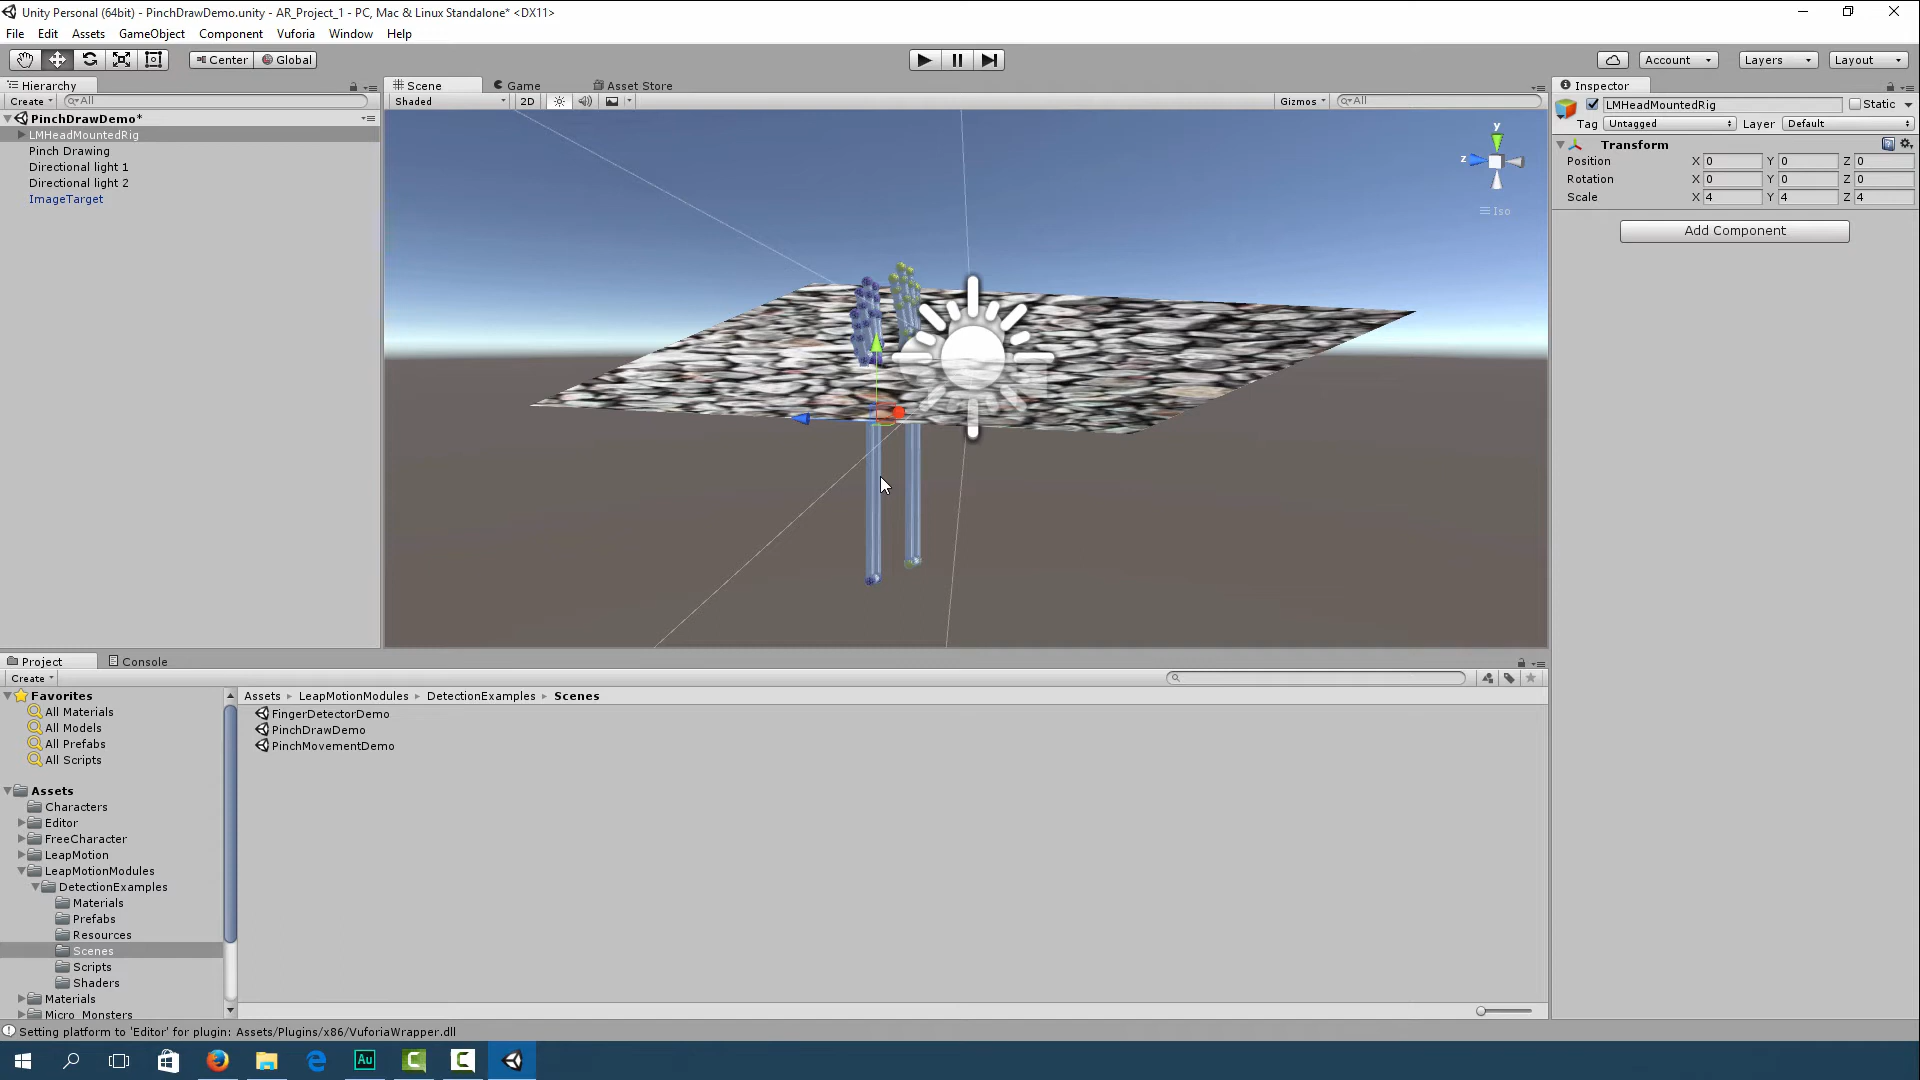 Unity Personal (64bit) - PinchDrawDemo.unity - AR_Project_1 - PC, Mac & Linux Standalone* <DX11>
File Edit Assets GameObject Component Vuforia Window Help
Center Global Account Layers Layout
Hierarchy Scene Game Asset Store Inspector
Create All Shaded 2D Gizmos All LMHeadMountedRig Static
PinchDrawDemo* Tag Untagged Layer Default
LMHeadMountedRig
Pinch Drawing
Directional light 1
Directional light 2
ImageTarget
y
z
Iso
Transform
Position X 0 Y 0 Z 0
Rotation X 0 Y 0 Z 0
Scale X 4 Y 4 Z 4
Add Component
Project Console
Create
Favorites
All Materials
All Models
All Prefabs
All Scripts
Assets
Characters
Editor
FreeCharacter
LeapMotion
LeapMotionModules
DetectionExamples
Materials
Prefabs
Resources
Scenes
Scripts
Shaders
Materials
Micro_Monsters
Assets LeapMotionModules DetectionExamples Scenes
FingerDetectorDemo
PinchDrawDemo
PinchMovementDemo
Setting platform to 'Editor' for plugin: Assets/Plugins/x86/VuforiaWrapper.dll
Au